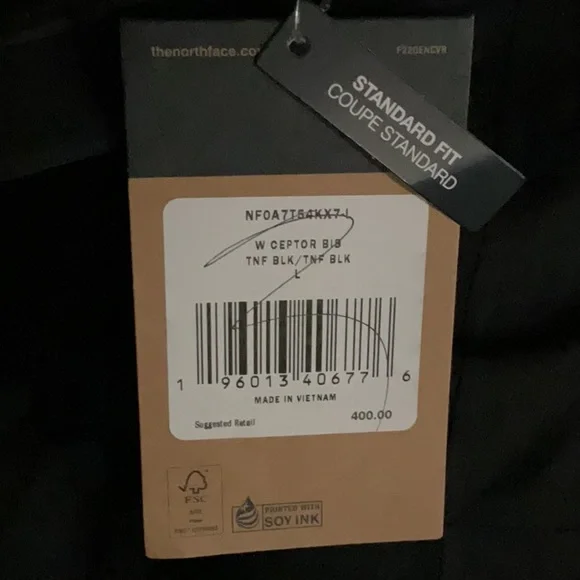 thenorthface.co
F22GENCVR
STANDARD FIT
COUPE STANDARD
NF0A7T54KX7 L
W CEPTOR BIB
TNF BLK/TNF BLK
L
1 96013 40677 6
MADE IN VIETNAM
Suggested Retail 400.00
FSC
PRINTED WITH
SOY INK